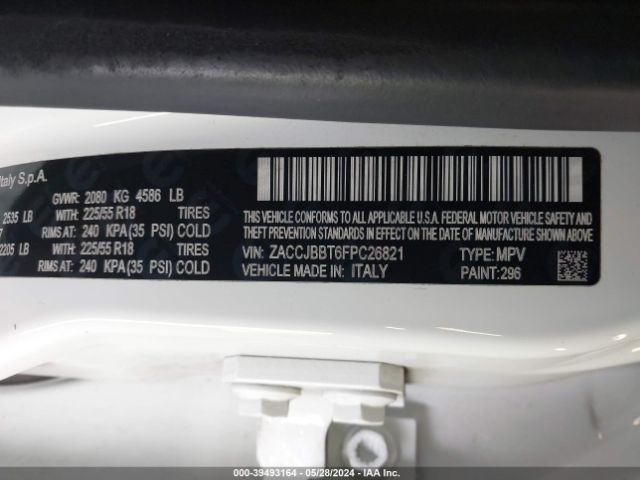 Italy S.p.A.
GVWR: 2080 KG 4586 LB
2535 LB WITH: 225/55 R18 TIRES
7 RIMS AT: 240 KPA(35 PSI) COLD
2205 LB WITH: 225/55 R18 TIRES
RIMS AT: 240 KPA(35 PSI) COLD
THIS VEHICLE CONFORMS TO ALL APPLICABLE U.S.A. FEDERAL MOTOR VEHICLE SAFETY AND
THEFT PREVENTION STANDARDS IN EFFECT ON THE DATE OF MANUFACTURE SHOWN ABOVE.
VIN: ZACCJBBT6FPC26821 TYPE: MPV
VEHICLE MADE IN: ITALY PAINT: 296
000-39493164 - 05/28/2024 - IAA Inc.